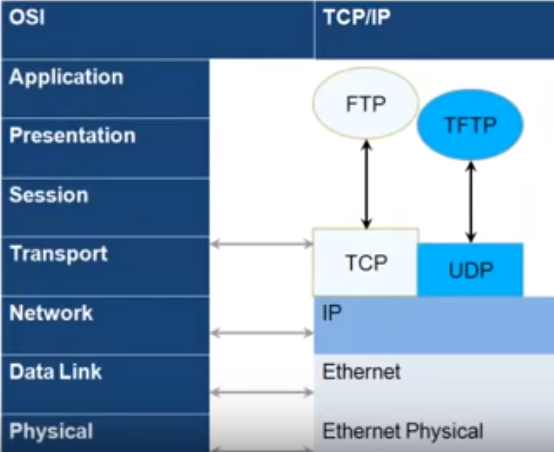 OSI
TCP/IP
Application
FTP
TFTP
Presentation
Session
Transport
TCP
UDP
Network
IP
Data Link
Ethernet
Physical
Ethernet Physical